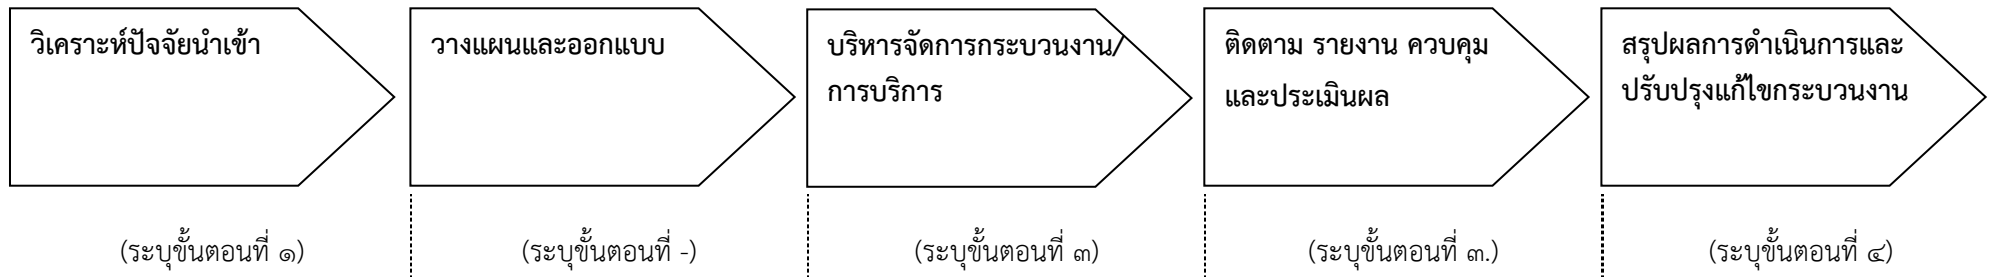 วิเคราะห์ปัจจัยนำเข้า
วางแผนและออกแบบ
บริหารจัดการกระบวนงาน/
การบริการ
ติดตาม รายงาน ควบคุม
และประเมินผล
สรุปผลการดำเนินการและ
ปรับปรุงแก้ไขกระบวนงาน
(ระบุขั้นตอนที่ ๑)
(ระบุขั้นตอนที่ -)
(ระบุขั้นตอนที่ ๓)
(ระบุขั้นตอนที่ ๓.)
(ระบุขั้นตอนที่ ๔)